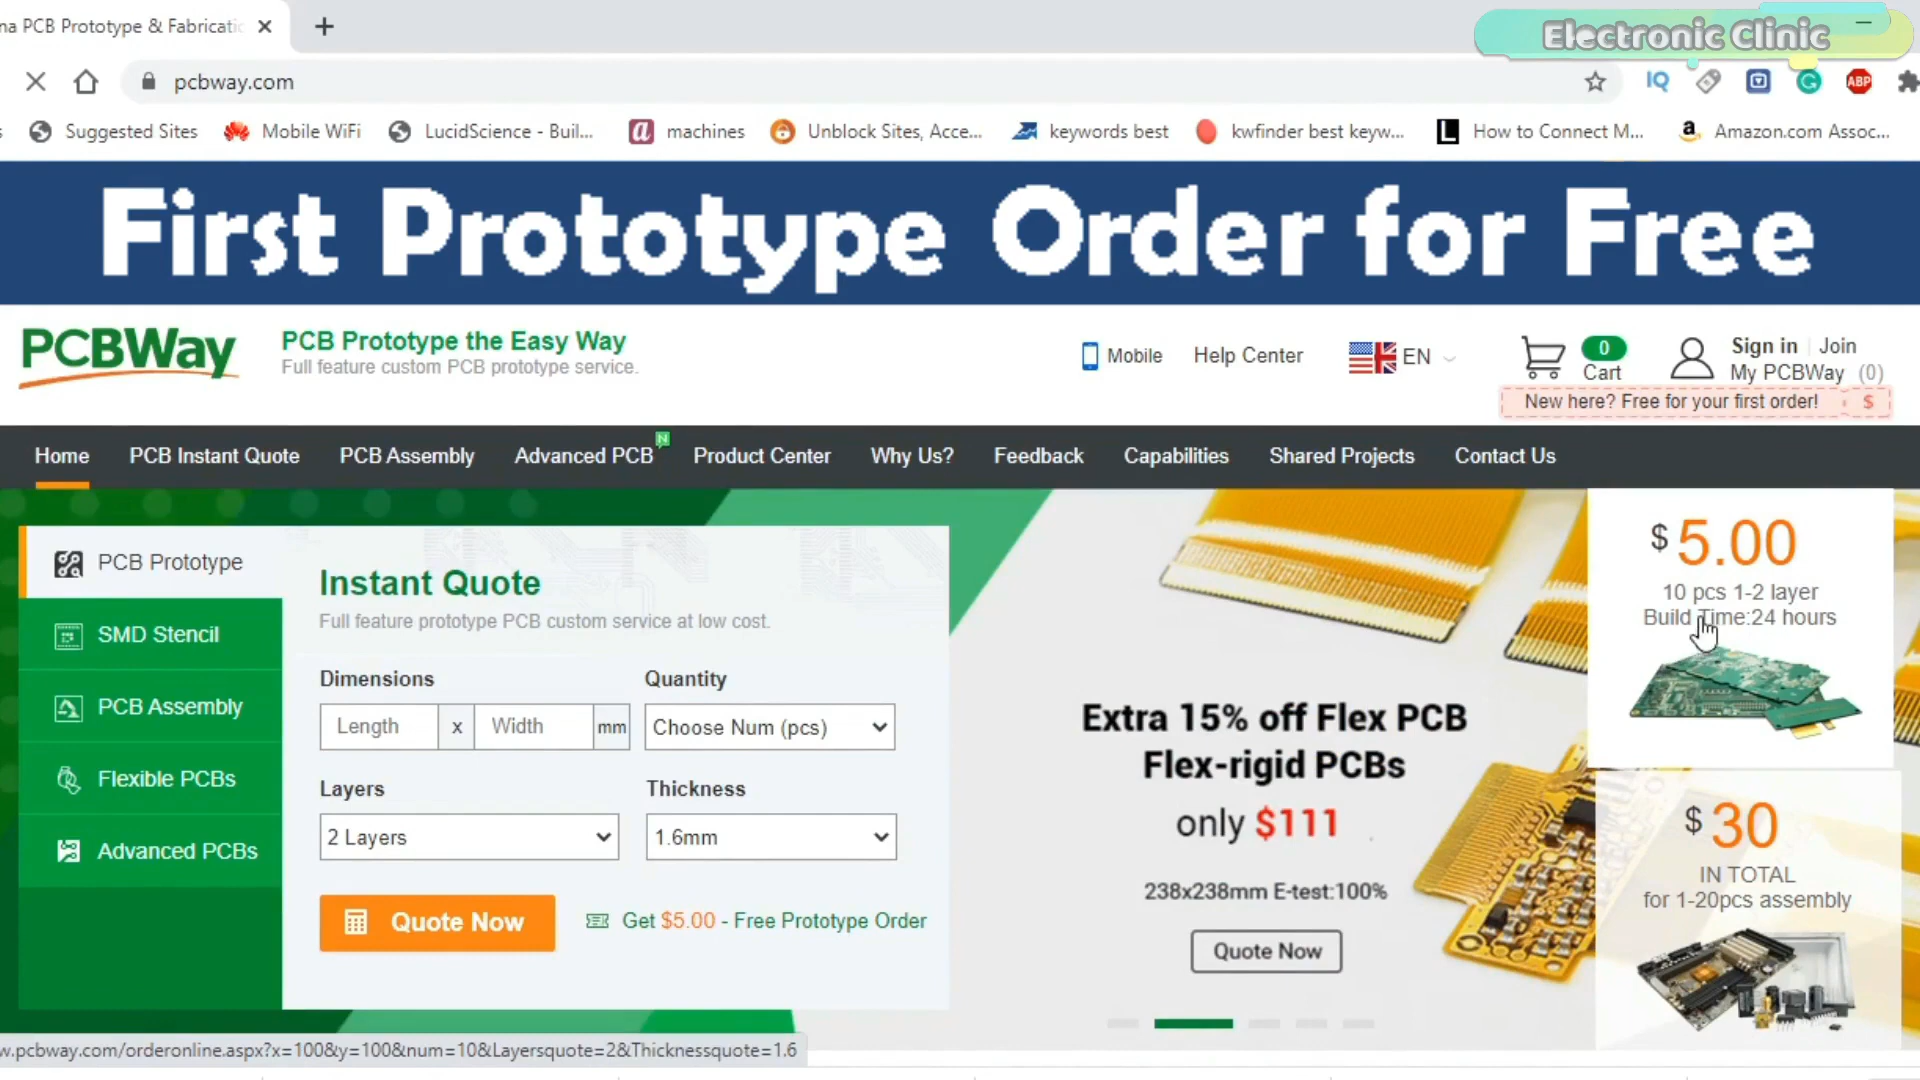 na PCB Prototype & Fabricatic
Electronic Clinic
pcbway.com
IQ
ABP
s
Suggested Sites
Mobile WiFi
LucidScience - Buil...
machines
Unblock Sites, Acce...
keywords best
kwfinder best keyw...
How to Connect M...
Amazon.com Assoc...
First Prototype Order for Free
PCBWay
PCB Prototype the Easy Way
Full feature custom PCB prototype service.
Mobile
Help Center
EN
0
Cart
Sign in | Join
My PCBWay (0)
New here? Free for your first order! $
Home
PCB Instant Quote
PCB Assembly
Advanced PCB
N
Product Center
Why Us?
Feedback
Capabilities
Shared Projects
Contact Us
PCB Prototype
SMD Stencil
PCB Assembly
Flexible PCBs
Advanced PCBs
Instant Quote
Full feature prototype PCB custom service at low cost.
Dimensions
Quantity
Length x Width mm
Choose Num (pcs)
Layers
Thickness
2 Layers
1.6mm
Quote Now
Get $5.00 - Free Prototype Order
Extra 15% off Flex PCB
Flex-rigid PCBs
only $111
238x238mm E-test:100%
Quote Now
$ 5.00
10 pcs 1-2 layer
Build Time:24 hours
$ 30
IN TOTAL
for 1-20pcs assembly
w.pcbway.com/orderonline.aspx?x=100&y=100&num=10&Layersquote=2&Thicknessquote=1.6